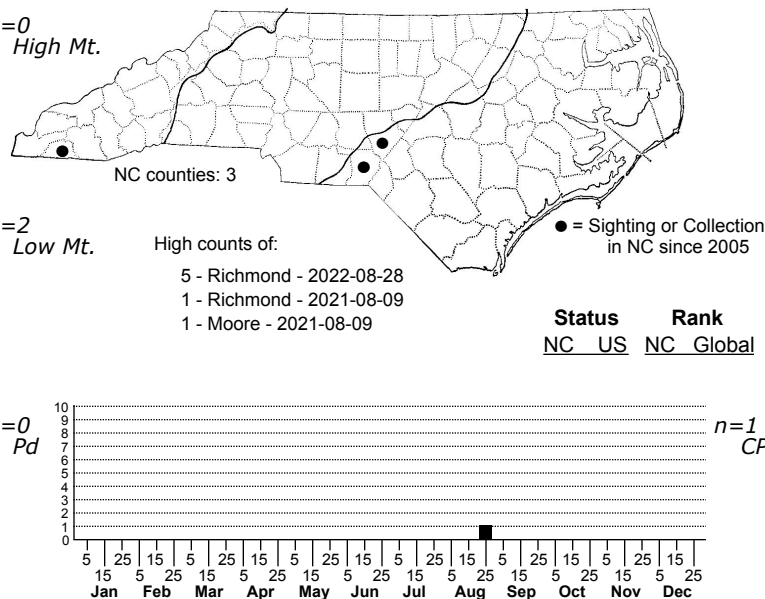 =0
High Mt.
NC counties: 3
=2
Low Mt.
High counts of:
5 - Richmond - 2022-08-28
1 - Richmond - 2021-08-09
1 - Moore - 2021-08-09
● = Sighting or Collection
in NC since 2005
Status Rank
NC US NC Global
=0
Pd
n=1
CP
10
9
8
7
6
5
4
3
2
1
0
5 25 15 5 25 15 5 25 15 5 25 15 5 25 15 5 25 15
15 5 25 15 5 25 15 5 25 15 5 25 15 5 25 15 5 25
Jan Feb Mar Apr May Jun Jul Aug Sep Oct Nov Dec